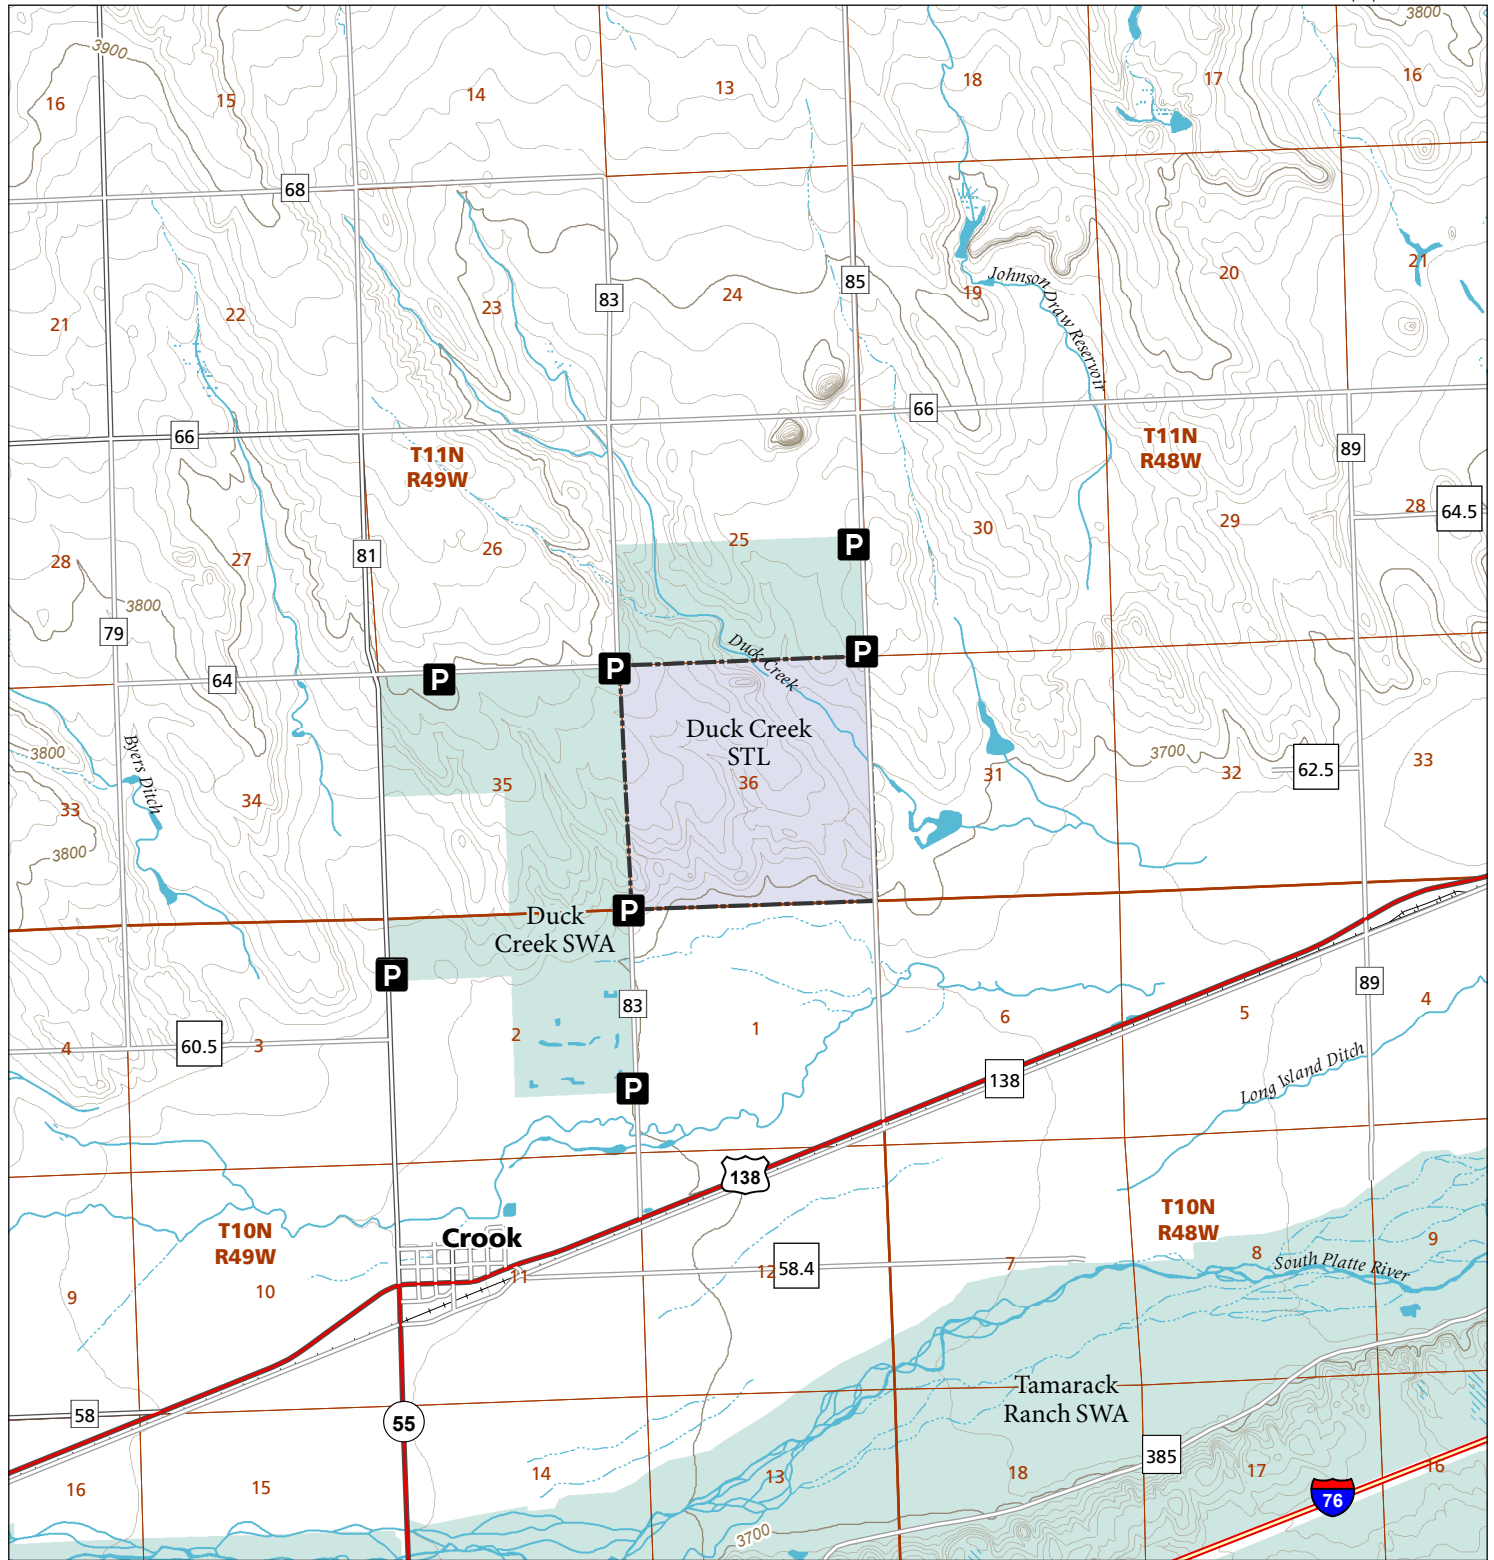 3800
3900
16
15
14
13
18
17
16
68
21
22
23
83
24
85
19
Johnson Draw Reservoir
20
21
66
66
T11N
R49W
T11N
R48W
89
28
27
81
26
25
P
30
29
28
64.5
3800
79
64
P
P
P
Duck Creek
3800
Byers Ditch
33
34
35
Duck Creek
STL
36
31
3700
32
62.5
33
3800
P
Duck
Creek SWA
P
83
89
4
60.5
3
2
1
6
5
4
P
138
Long Island Ditch
138
T10N
R49W
Crook
T10N
R48W
9
10
11
12
58.4
7
8
South Platte River
9
58
55
Tamarack
Ranch SWA
385
16
15
14
13
18
17
16
76
3700